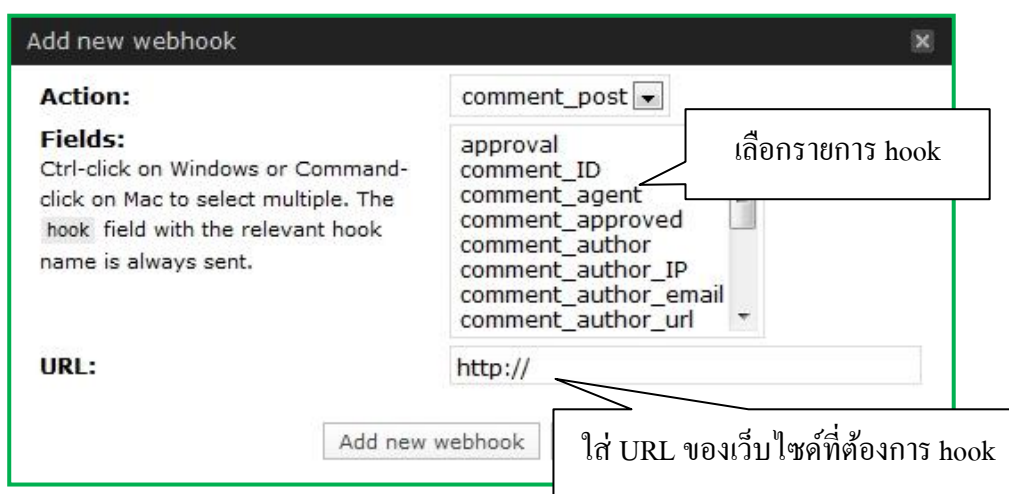 Add new webhook
Action:
comment_post
Fields:
Ctrl-click on Windows or Command-
click on Mac to select multiple. The
hook field with the relevant hook
name is always sent.
approval
comment_ID
comment_agent
comment_approved
comment_author
comment_author_IP
comment_author_email
comment_author_url
เลือกรายการ hook
URL:
http://
Add new webhook
ใส่ URL ของเว็บไซด์ที่ต้องการ hook